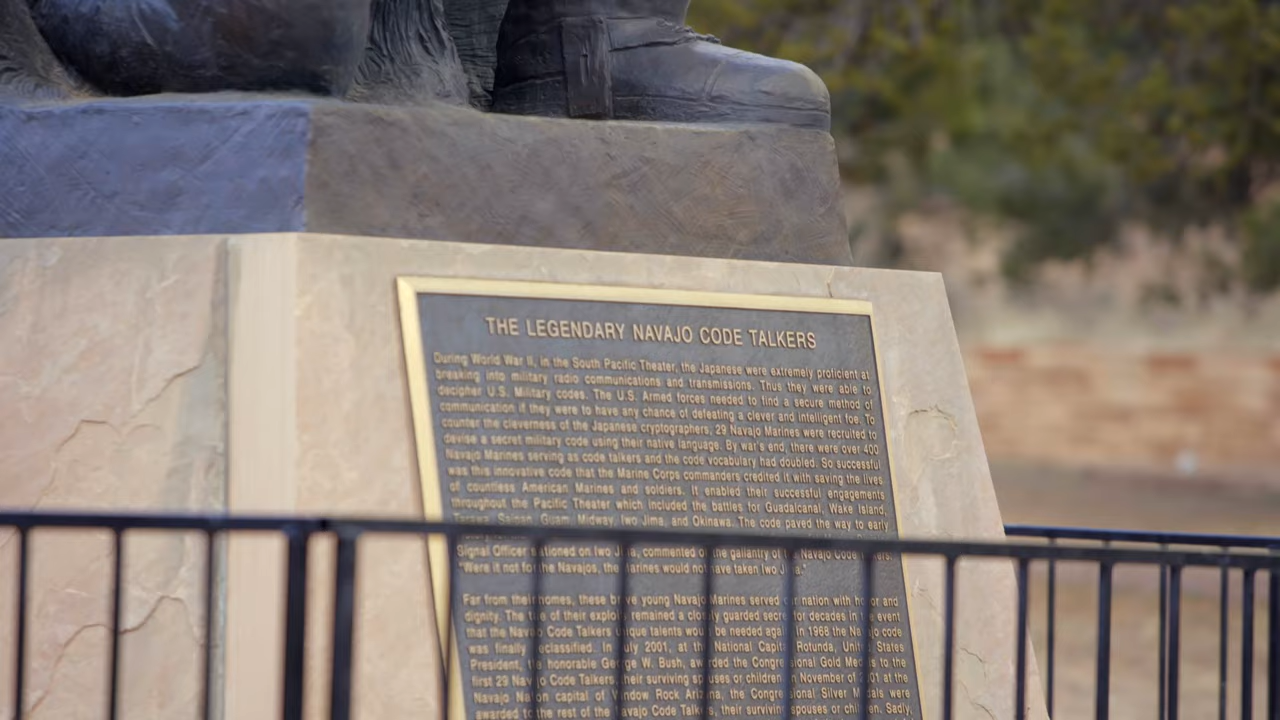 THE LEGENDARY NAVAJO CODE TALKERS
During World War II, in the South Pacific Theater, the Japanese were extremely proficient at
breaking into military radio communications and transmissions. Thus they were able to
decipher U.S. Military codes. The U.S. Armed forces needed to find a secure method of
communication if they were to have any chance of defeating a clever and intelligent foe. To
counter the cleverness of the Japanese cryptographers, 29 Navajo Marines were recruited to
devise a secret military code using their native language. By war's end, there were over 400
Navajo Marines serving as code talkers and the code vocabulary had doubled. So successful
was this innovative code that the Marine Corps commanders credited it with saving the lives
of countless American Marines and soldiers. It enabled their successful engagements
throughout the Pacific Theater which included the battles for Guadalcanal, Wake Island,
Tarawa, Saipan, Guam, Midway, Iwo Jima, and Okinawa. The code paved the way to early
Signal Officer stationed on Iwo Jima, commented on the gallantry of the Navajo Code Talkers:
"Were it not for the Navajos, the Marines would not have taken Iwo Jima."
Far from their homes, these brave young Navajo Marines served our nation with honor and
dignity. The tale of their exploits remained a closely guarded secret for decades in the event
that the Navajo Code Talkers unique talents would be needed again. In 1968 the Navajo code
was finally declassified. In July 2001, at the National Capitol Rotunda, United States
President, the honorable George W. Bush, awarded the Congressional Gold Medals to the
first 29 Navajo Code Talkers, their surviving spouses or children. In November of 2001 at the
Navajo Nation capital of Window Rock Arizona, the Congressional Silver Medals were
awarded to the rest of the Navajo Code Talkers, their surviving spouses or children. Sadly,